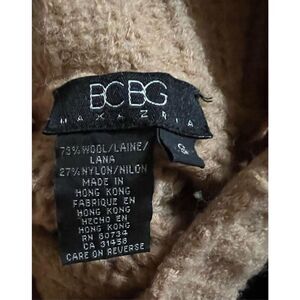 BCBG
MAXAZRIA
S
73% WOOL/LAINE/
LANA
27% NYLON/NILON
MADE IN
HONG KONG
FABRIQUE EN
HONG KONG
HECHO EN
HONG KONG
RN 80734
CA 31458
CARE ON REVERSE